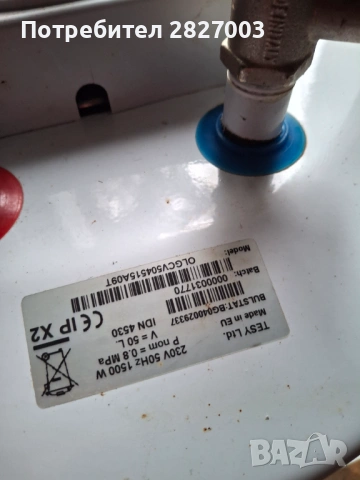 Потребител 2827003
TESY Ltd.
Made in EU
BULSTAT-BG040029337
230V 50Hz 1500 W
P nom = 0.8 MPa
V = 50 L
IDN 4530
CE IP X2
Batch:
0000031770
Model:
OLGCV504515A09T
BAZAR